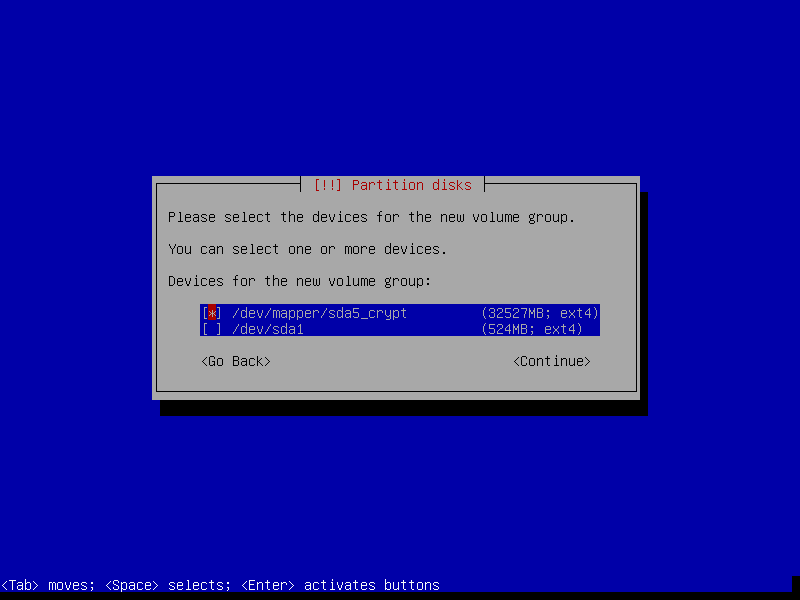 [!!] Partition disks
Please select the devices for the new volume group.
You can select one or more devices.
Devices for the new volume group:
[*] /dev/mapper/sda5_crypt (32527MB; ext4)
[ ] /dev/sda1 (524MB; ext4)
<Go Back> <Continue>
<Tab> moves; <Space> selects; <Enter> activates buttons